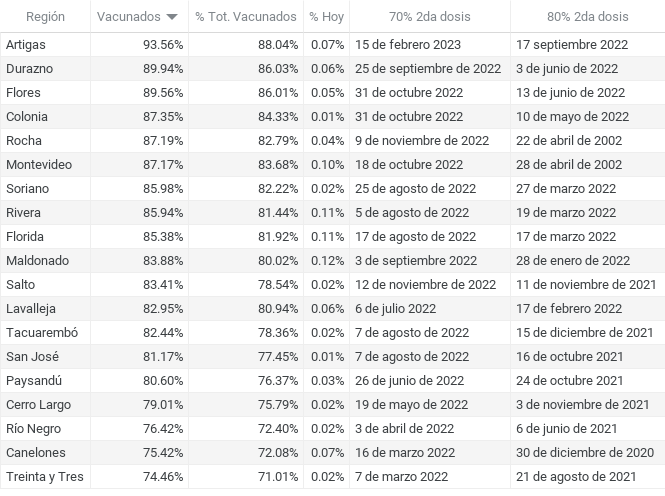 Región Vacunados % Tot. Vacunados % Hoy 70% 2da dosis 80% 2da dosis
Artigas 93.56% 88.04% 0.07% 15 de febrero 2023 17 septiembre 2022
Durazno 89.94% 86.03% 0.06% 25 de septiembre de 2022 3 de junio de 2022
Flores 89.56% 86.01% 0.05% 31 de octubre 2022 13 de junio de 2022
Colonia 87.35% 84.33% 0.01% 31 de octubre 2022 10 de mayo de 2022
Rocha 87.19% 82.79% 0.04% 9 de noviembre de 2022 22 de abril de 2002
Montevideo 87.17% 83.68% 0.10% 18 de octubre 2022 28 de abril de 2002
Soriano 85.98% 82.22% 0.02% 25 de agosto de 2022 27 de marzo 2022
Rivera 85.94% 81.44% 0.11% 5 de agosto de 2022 19 de marzo 2022
Florida 85.38% 81.92% 0.11% 17 de agosto de 2022 17 de marzo 2022
Maldonado 83.88% 80.02% 0.12% 3 de septiembre 2022 28 de enero de 2022
Salto 83.41% 78.54% 0.02% 12 de noviembre de 2022 11 de noviembre de 2021
Lavalleja 82.95% 80.94% 0.06% 6 de julio 2022 17 de febrero 2022
Tacuarembó 82.44% 78.36% 0.02% 7 de agosto de 2022 15 de diciembre de 2021
San José 81.17% 77.45% 0.01% 7 de agosto de 2022 16 de octubre 2021
Paysandú 80.60% 76.37% 0.03% 26 de junio de 2022 24 de octubre 2021
Cerro Largo 79.01% 75.79% 0.02% 19 de mayo de 2022 3 de noviembre de 2021
Río Negro 76.42% 72.40% 0.02% 3 de abril de 2022 6 de junio de 2021
Canelones 75.42% 72.08% 0.07% 16 de marzo 2022 30 de diciembre de 2020
Treinta y Tres 74.46% 71.01% 0.02% 7 de marzo de 2022 21 de agosto de 2021